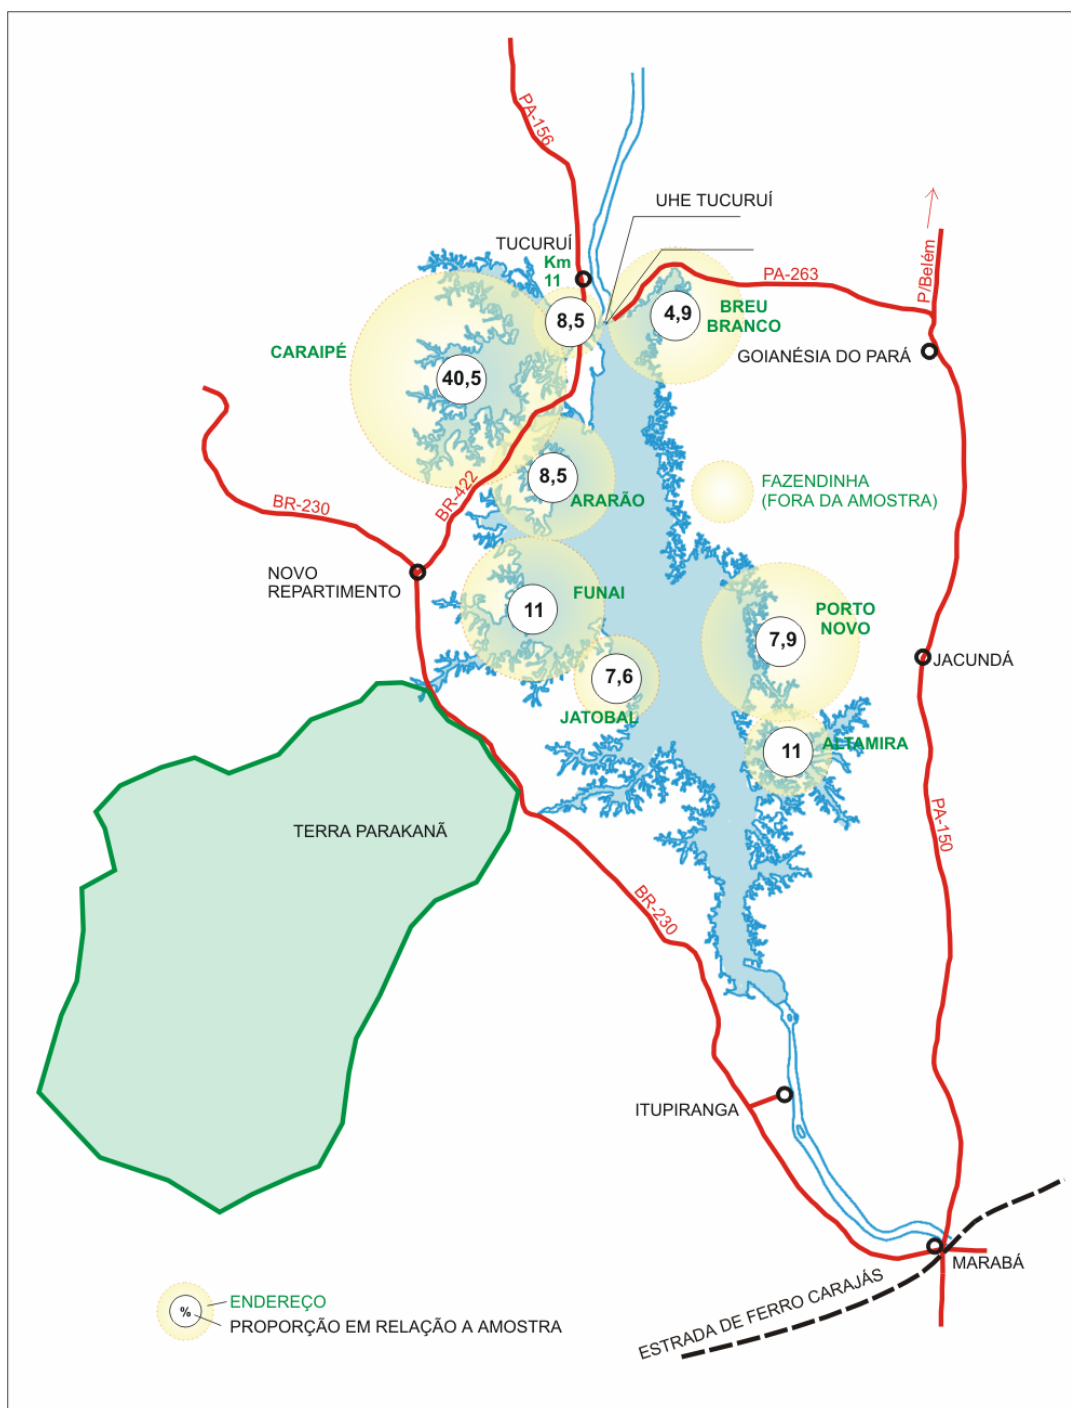 PA-156
UHE TUCURUÍ
TUCURUÍ
Km
11
8,5
4,9
BREU
BRANCO
PA-263
P/Belém
GOIANÉSIA DO PARÁ
CARAIPÉ
40,5
BR-422
8,5
ARARÃO
FAZENDINHA
(FORA DA AMOSTRA)
BR-230
NOVO
REPARTIMENTO
FUNAI
11
PORTO
NOVO
7,9
JACUNDÁ
7,6
JATOBAL
ALTAMIRA
11
TERRA PARAKANÃ
PA-150
BR-230
ITUPIRANGA
MARABÁ
ESTRADA DE FERRO CARAJÁS
%
ENDEREÇO
PROPORÇÃO EM RELAÇÃO A AMOSTRA